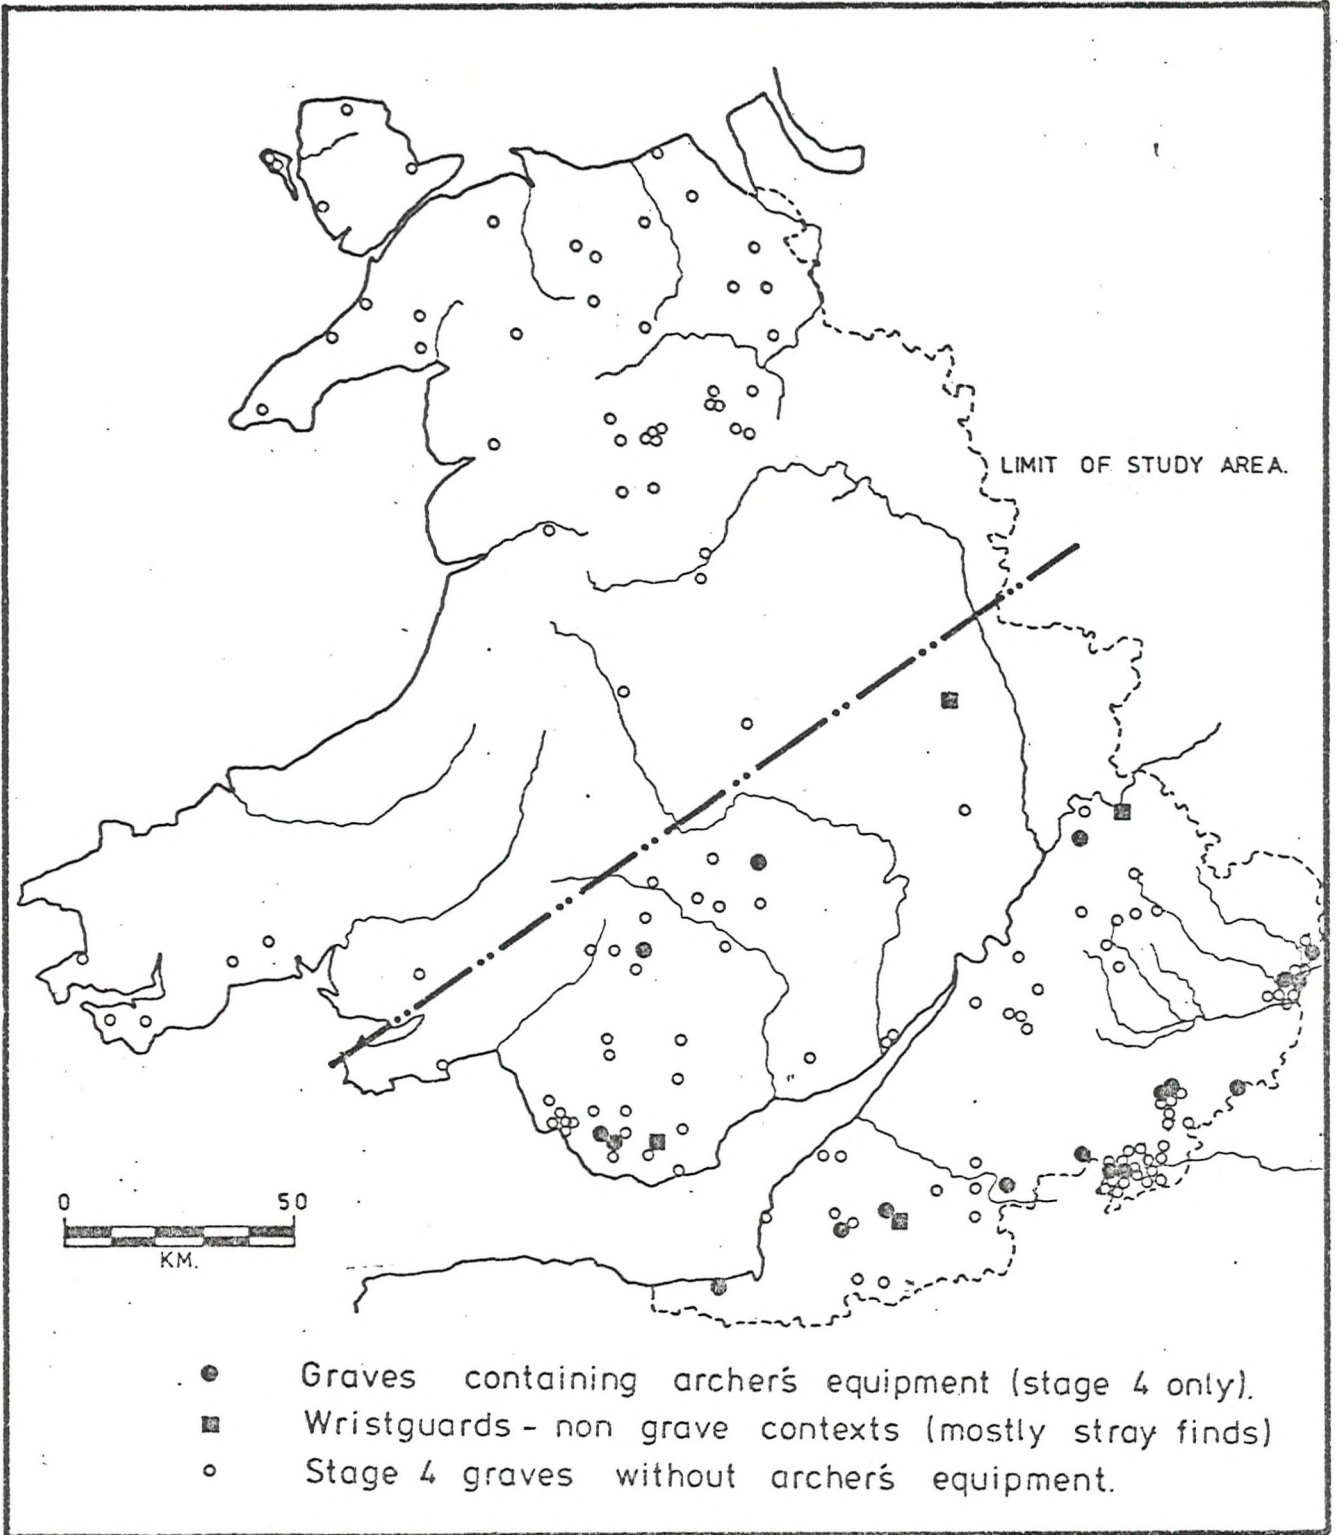 LIMIT OF STUDY AREA.
0 50
KM.
Graves containing archer's equipment (stage 4 only).
Wristguards - non grave contexts (mostly stray finds)
Stage 4 graves without archer's equipment.